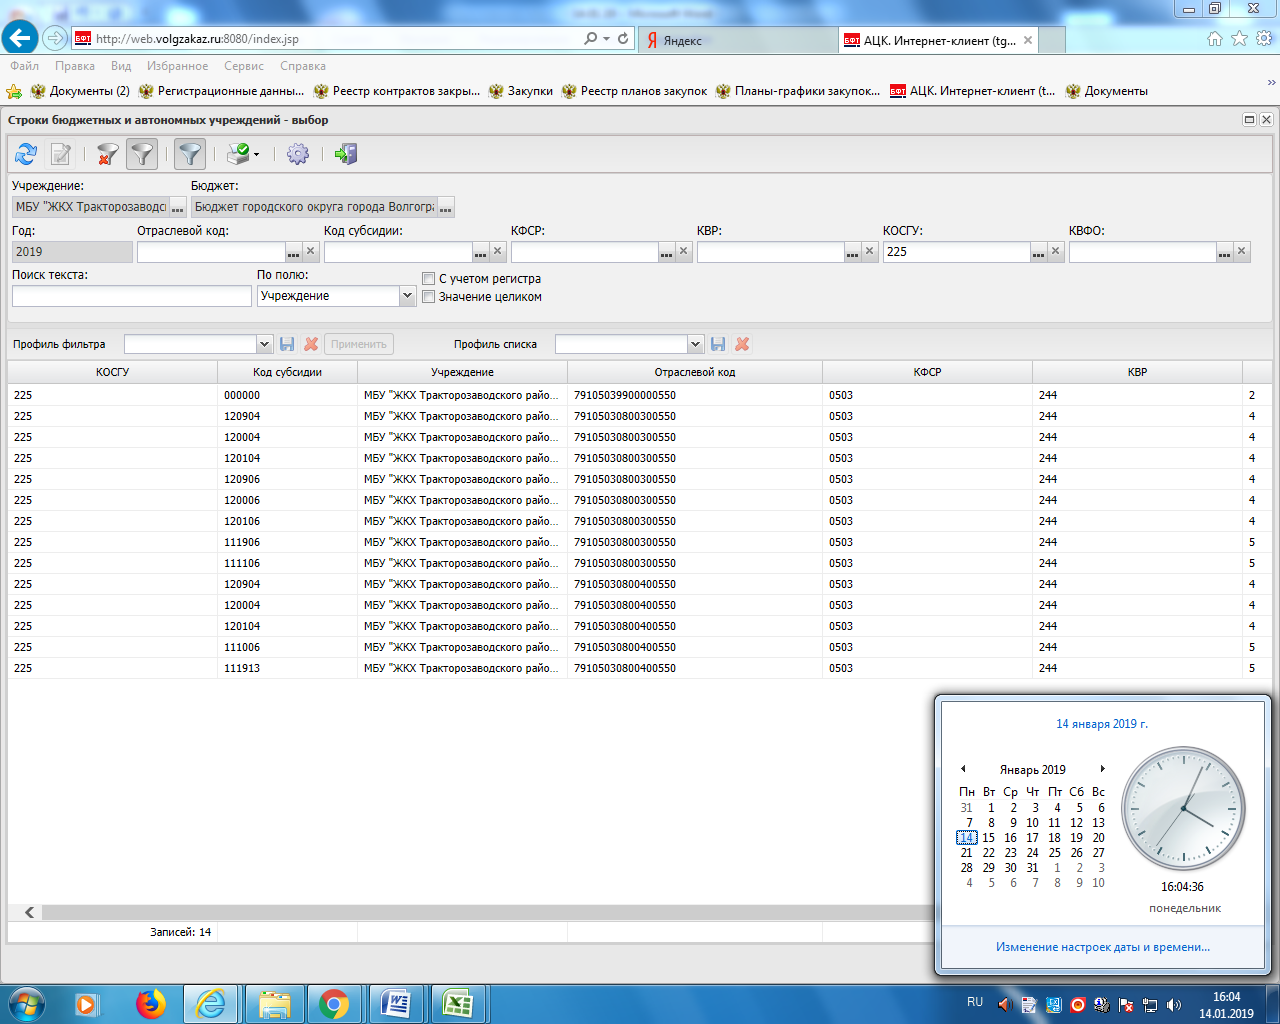 http://web.volgzakaz.ru:8080/index.jsp
Яндекс
АЦК. Интернет-клиент (tg...
Файл Правка Вид Избранное Сервис Справка
Документы (2) Регистрационные данны... Реестр контрактов закры... Закупки Реестр планов закупок Планы-графики закупок... АЦК. Интернет-клиент (t... Документы
Строки бюджетных и автономных учреждений - выбор
Учреждение: Бюджет:
МБУ "ЖКХ Тракторозаводс ... Бюджет городского округа города Волгогра ...
Год: Отраслевой код: Код субсидии: КФСР: КВР: КОСГУ: КВФО:
2019 225
Поиск текста: По полю: С учетом регистра
Учреждение Значение целиком
Профиль фильтра Применить Профиль списка
КОСГУ Код субсидии Учреждение Отраслевой код КФСР КВР
225 000000 МБУ "ЖКХ Тракторозаводского райо... 79105039900000550 0503 244 2
225 120904 МБУ "ЖКХ Тракторозаводского райо... 79105030800300550 0503 244 4
225 120004 МБУ "ЖКХ Тракторозаводского райо... 79105030800300550 0503 244 4
225 120104 МБУ "ЖКХ Тракторозаводского райо... 79105030800300550 0503 244 4
225 120906 МБУ "ЖКХ Тракторозаводского райо... 79105030800300550 0503 244 4
225 120006 МБУ "ЖКХ Тракторозаводского райо... 79105030800300550 0503 244 4
225 120106 МБУ "ЖКХ Тракторозаводского райо... 79105030800300550 0503 244 4
225 111906 МБУ "ЖКХ Тракторозаводского райо... 79105030800300550 0503 244 5
225 111106 МБУ "ЖКХ Тракторозаводского райо... 79105030800300550 0503 244 5
225 120904 МБУ "ЖКХ Тракторозаводского райо... 79105030800400550 0503 244 4
225 120004 МБУ "ЖКХ Тракторозаводского райо... 79105030800400550 0503 244 4
225 120104 МБУ "ЖКХ Тракторозаводского райо... 79105030800400550 0503 244 4
225 111006 МБУ "ЖКХ Тракторозаводского райо... 79105030800400550 0503 244 5
225 111913 МБУ "ЖКХ Тракторозаводского райо... 79105030800400550 0503 244 5
Записей: 14
14 января 2019 г.
Январь 2019
Пн Вт Ср Чт Пт Сб Вс
31 1 2 3 4 5 6
7 8 9 10 11 12 13
14 15 16 17 18 19 20
21 22 23 24 25 26 27
28 29 30 31 1 2 3
4 5 6 7 8 9 10
16:04:36
понедельник
Изменение настроек даты и времени...
RU
16:04
14.01.2019